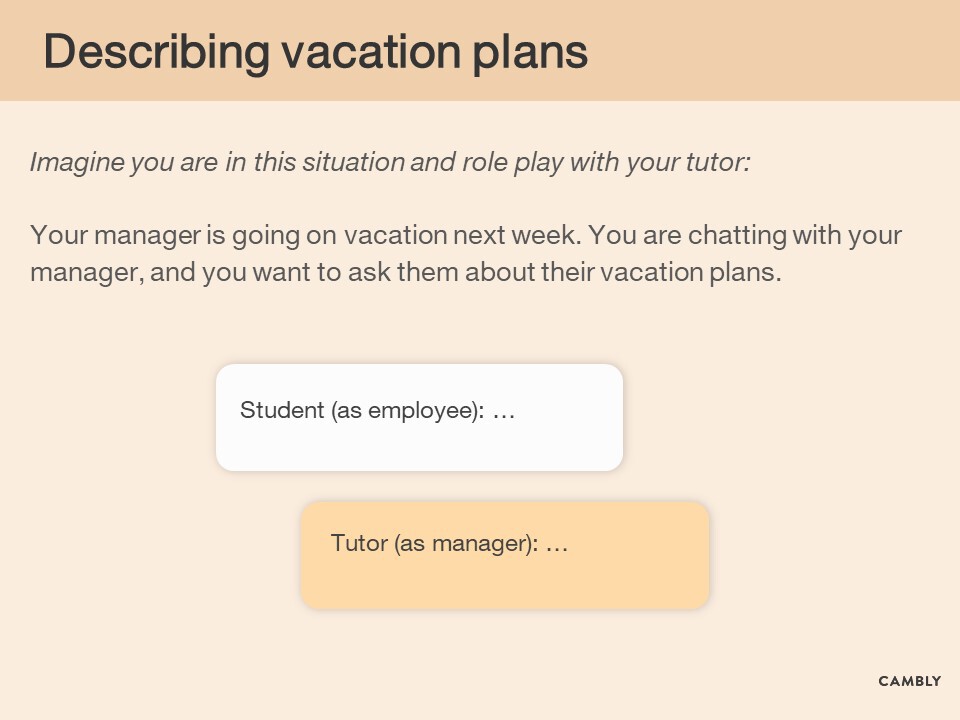 Describing vacation plans
Imagine you are in this situation and role play with your tutor:
Your manager is going on vacation next week. You are chatting with your
manager, and you want to ask them about their vacation plans.
Student (as employee): …
Tutor (as manager): …
CAMBLY